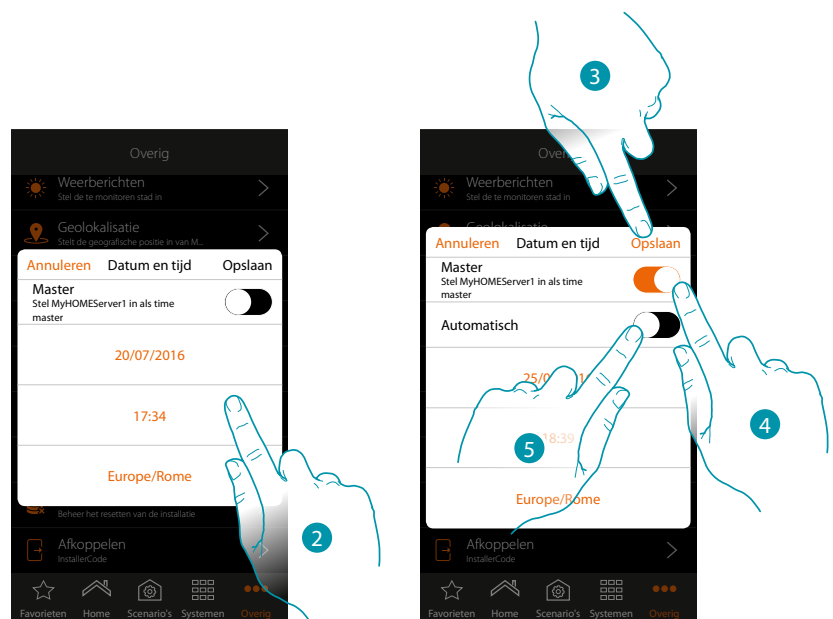 Overig
Weerberichten
Stel de te monitoren stad in
Geolokalisatie
Stelt de geografische positie in van M...
Annuleren Datum en tijd Opslaan
Master
Stel MyHOMEServer1 in als time
master
20/07/2016
17:34
Europe/Rome
Beheer het resetten van de installatie
Afkoppelen
InstallerCode
Favorieten Home Scenario's Systemen Overig
2
3
Weerberichten
Stel de te monitoren stad in
Annuleren Datum en tijd Opslaan
Master
Stel MyHOMEServer1 in als time
master
Automatisch
18:39
Europe/Rome
4
5
Afkoppelen
InstallerCode
Favorieten Home Scenario's Systemen Overig